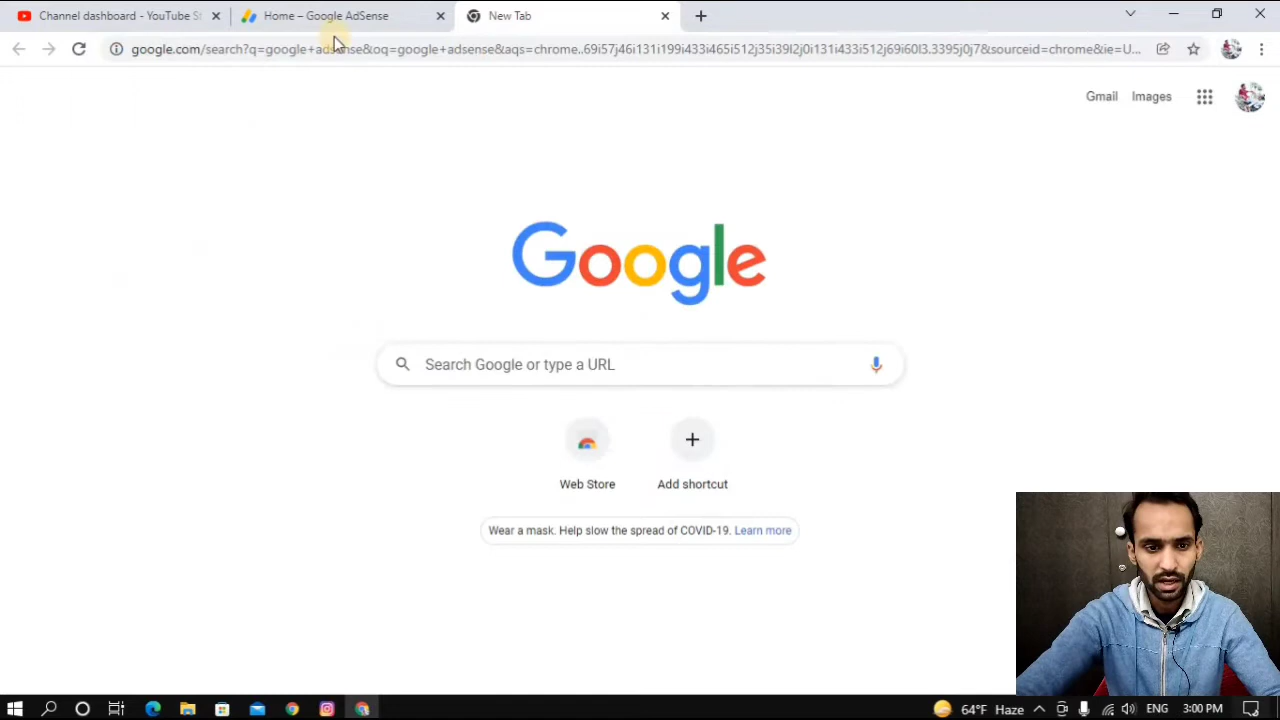 Channel dashboard - YouTube St
Home – Google AdSense
New Tab
google.com/search?q=google+adsense&oq=google+adsense&aqs=chrome..69i57j46i131i199i433i465i512j35i39l2j0i131i433i512j69i60l3.3395j0j7&sourceid=chrome&ie=U...
Gmail
Images
Google
Search Google or type a URL
Web Store
Add shortcut
Wear a mask. Help slow the spread of COVID-19. Learn more
64°F Haze
ENG
3:00 PM